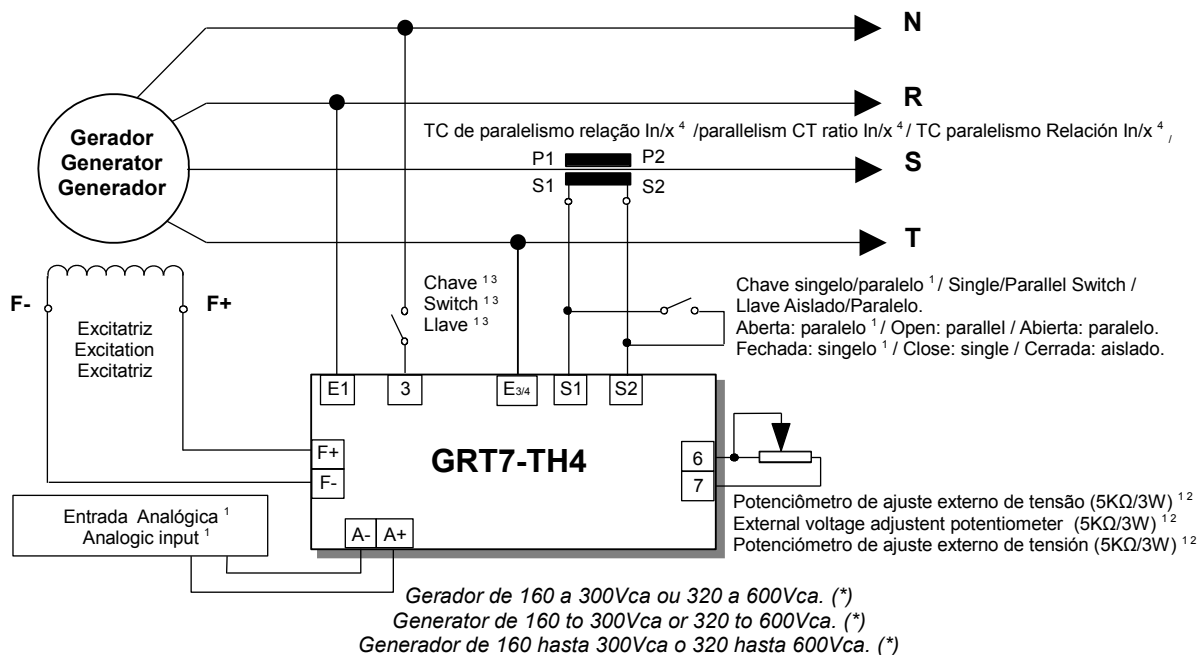 N
R
Gerador
Generator
Generador
TC de paralelismo relação In/x ⁴ /parallelism CT ratio In/x ⁴ / TC paralelismo Relación In/x ⁴ ,
P1
P2
S
S1
S2
T
F-
F+
Excitatriz
Excitation
Excitatriz
Chave ¹ ³
Switch ¹ ³
Llave ¹ ³
Chave singelo/paralelo ¹ / Single/Parallel Switch /
Llave Aislado/Paralelo.
Aberta: paralelo ¹ / Open: parallel / Abierta: paralelo.
Fechada: singelo ¹ / Close: single / Cerrada: aislado.
E1
3
E3/4
S1
S2
F+
F-
GRT7-TH4
6
7
Entrada Analógica ¹
Analogic input ¹
A-
A+
Potenciômetro de ajuste externo de tensão (5KΩ/3W) ¹ ²
External voltage adjustent potentiometer (5KΩ/3W) ¹ ²
Potenciómetro de ajuste externo de tensión (5KΩ/3W) ¹ ²
Gerador de 160 a 300Vca ou 320 a 600Vca. (*)
Generator de 160 to 300Vca or 320 to 600Vca. (*)
Generador de 160 hasta 300Vca o 320 hasta 600Vca. (*)